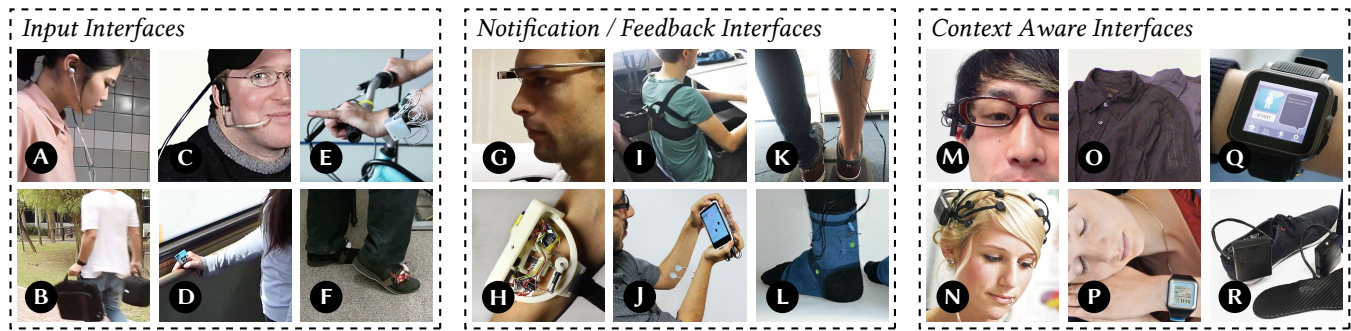 Input Interfaces
A
C
E
B
D
F
Notification / Feedback Interfaces
G
I
K
H
J
L
Context Aware Interfaces
M
O
Q
START
N
P
R